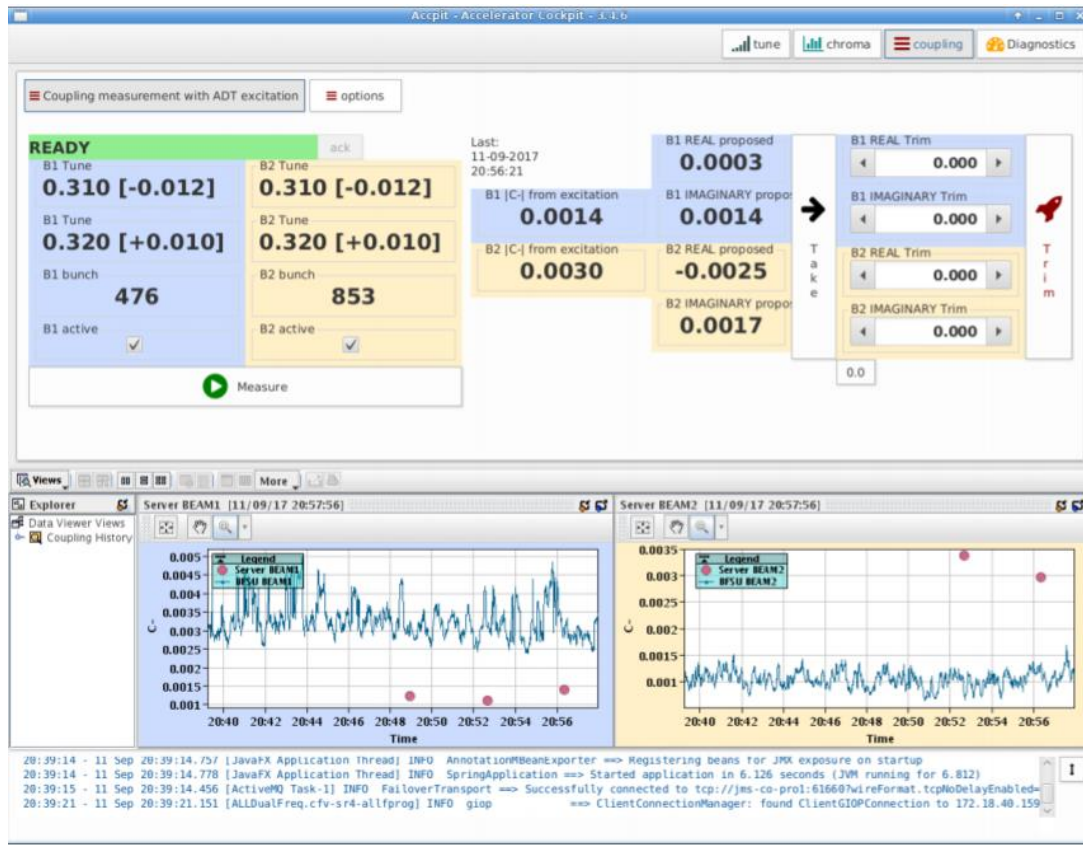 Accpit - Accelerator Cockpit - 3.4.6
tune chroma coupling Diagnostics
Coupling measurement with ADT excitation options
READY ack
B1 Tune
0.310 [-0.012]
B2 Tune
0.310 [-0.012]
B1 Tune
0.320 [+0.010]
B2 Tune
0.320 [+0.010]
B1 bunch
476
B2 bunch
853
B1 active
B2 active
Measure
Last:
11-09-2017
20:56:21
B1 |C-| from excitation
0.0014
B2 |C-| from excitation
0.0030
B1 REAL proposed
0.0003
B1 IMAGINARY propo
0.0014
B2 REAL proposed
-0.0025
B2 IMAGINARY propo
0.0017
Take
B1 REAL Trim
0.000
B1 IMAGINARY Trim
0.000
B2 REAL Trim
0.000
B2 IMAGINARY Trim
0.000
0.0
Trim
Views More
Explorer
Data Viewer Views
Coupling History
Server BEAM1 [11/09/17 20:57:56]
Legend
Server BEAM1
BFSU BEAM1
0.005
0.0045
0.004
0.0035
0.003
0.0025
0.002
0.0015
0.001
C-
20:40 20:42 20:44 20:46 20:48 20:50 20:52 20:54 20:56
Time
Server BEAM2 [11/09/17 20:57:56]
Legend
Server BEAM2
BFSU BEAM2
0.0035
0.003
0.0025
0.002
0.0015
0.001
C-
20:40 20:42 20:44 20:46 20:48 20:50 20:52 20:54 20:56
Time
20:39:14 - 11 Sep 20:39:14.757 [JavaFX Application Thread] INFO AnnotationMBeanExporter ==> Registering beans for JMX exposure on startup
20:39:14 - 11 Sep 20:39:14.778 [JavaFX Application Thread] INFO SpringApplication ==> Started application in 6.126 seconds (JVM running for 6.812)
20:39:15 - 11 Sep 20:39:14.456 [ActiveMQ Task-1] INFO FailoverTransport ==> Successfully connected to tcp://jms-co-pro1:61660?wireFormat.tcpNoDelayEnabled=
20:39:21 - 11 Sep 20:39:21.151 [ALLDualFreq.cfv-sr4-allfprog] INFO giop ==> ClientConnectionManager: found ClientGIOPConnection to 172.18.40.159